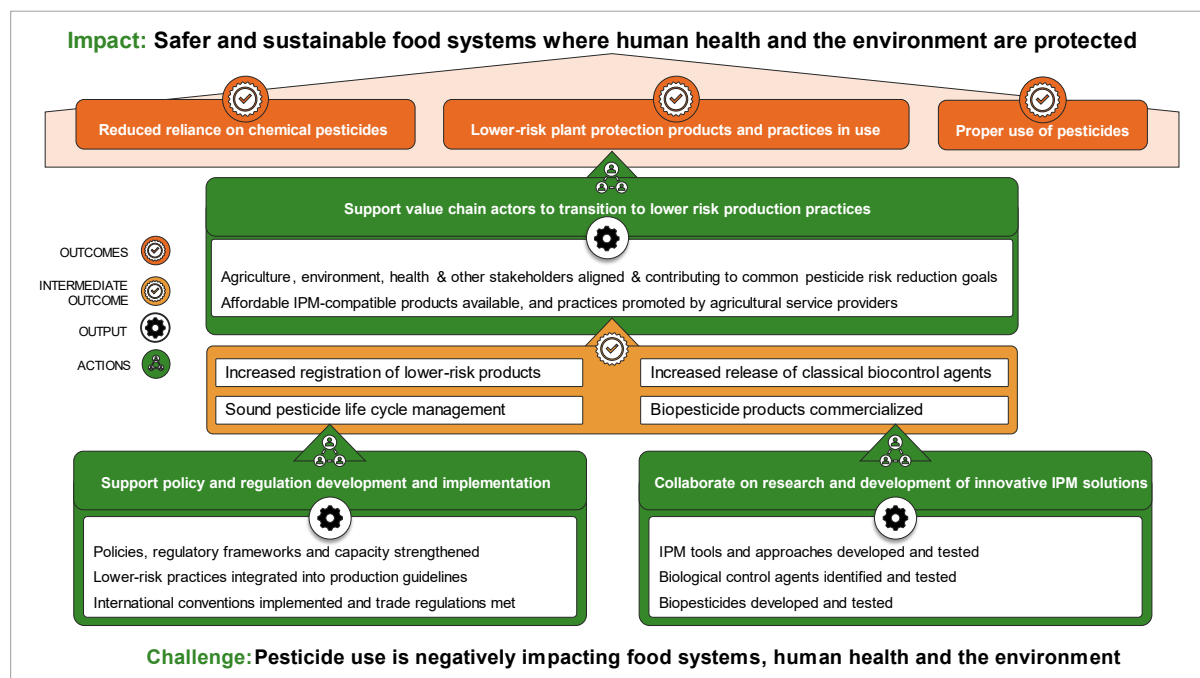 Impact: Safer and sustainable food systems where human health and the environment are protected
Reduced reliance on chemical pesticides
Lower-risk plant protection products and practices in use
Proper use of pesticides
Support value chain actors to transition to lower risk production practices
Agriculture, environment, health & other stakeholders aligned & contributing to common pesticide risk reduction goals
Affordable IPM-compatible products available, and practices promoted by agricultural service providers
OUTCOMES
INTERMEDIATE
OUTCOME
OUTPUT
ACTIONS
Increased registration of lower-risk products
Increased release of classical biocontrol agents
Sound pesticide life cycle management
Biopesticide products commercialized
Support policy and regulation development and implementation
Policies, regulatory frameworks and capacity strengthened
Lower-risk practices integrated into production guidelines
International conventions implemented and trade regulations met
Collaborate on research and development of innovative IPM solutions
IPM tools and approaches developed and tested
Biological control agents identified and tested
Biopesticides developed and tested
Challenge: Pesticide use is negatively impacting food systems, human health and the environment